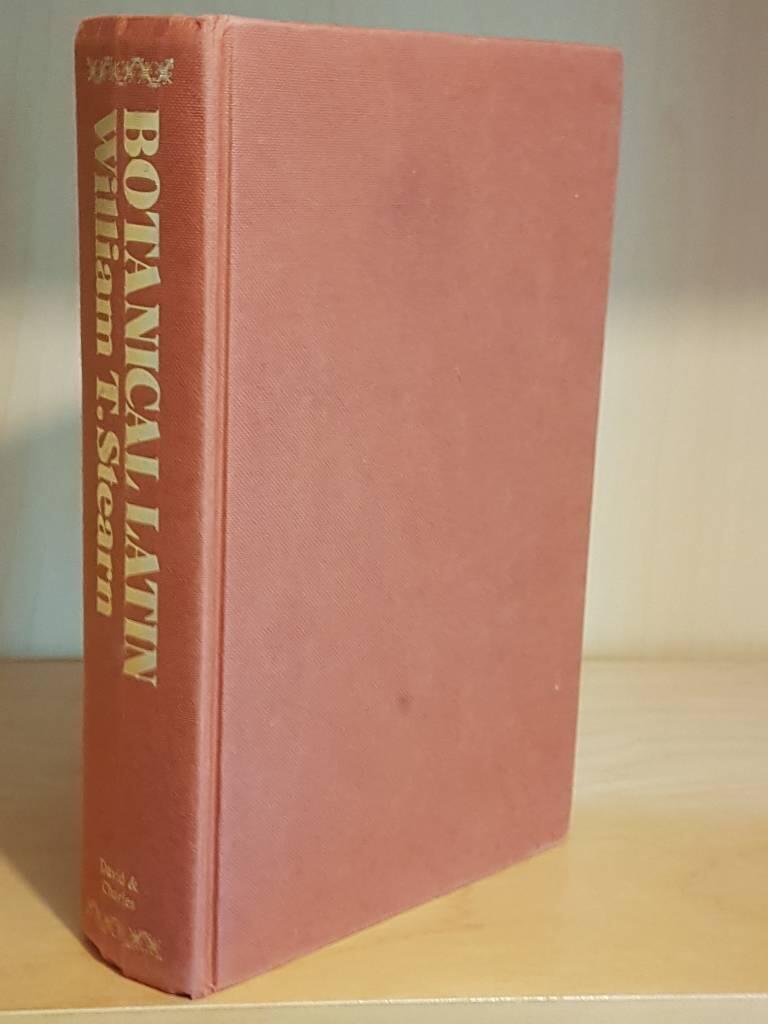 BOTANICAL LATIN
William T. Stearn
David &
Charles